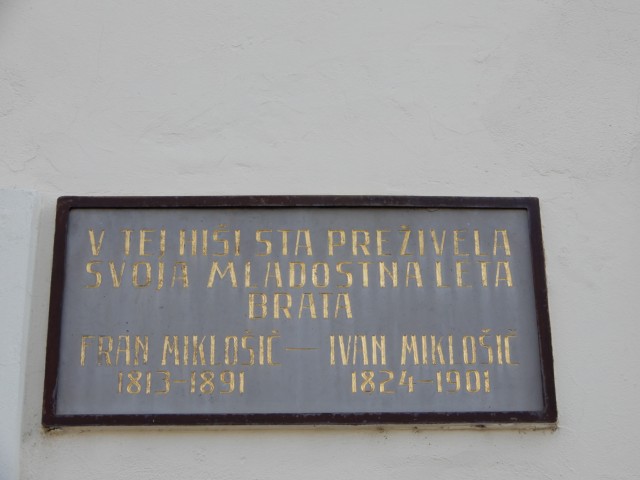 V TEJ HIŠI STA PREŽIVELA
SVOJA MLADOSTNA LETA
BRATA
FRAN MIKLOŠIČ — IVAN MIKLOŠIČ
1813-1891 1824-1901